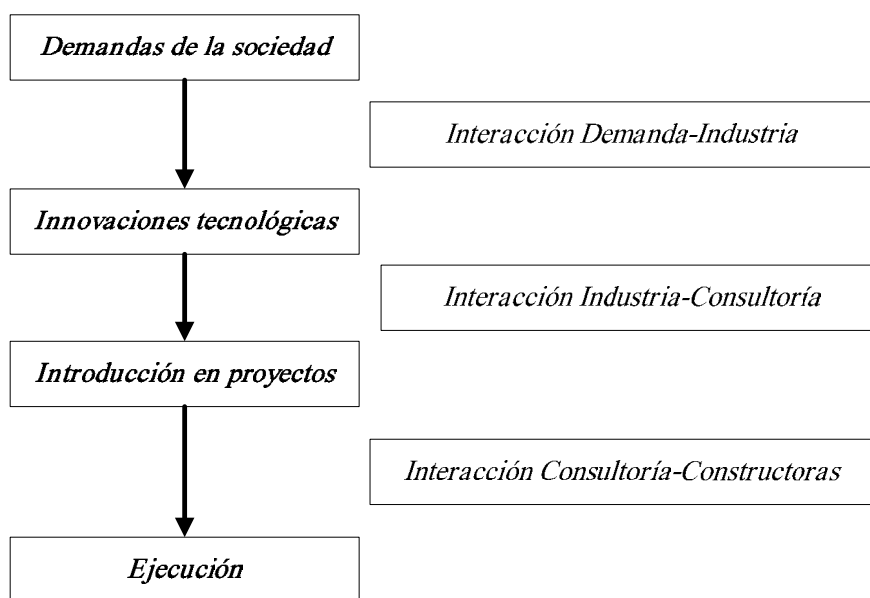 Demandas de la sociedad
Interacción Demanda-Industria
Innovaciones tecnológicas
Interacción Industria-Consultoría
Introducción en proyectos
Interacción Consultoría-Constructoras
Ejecución